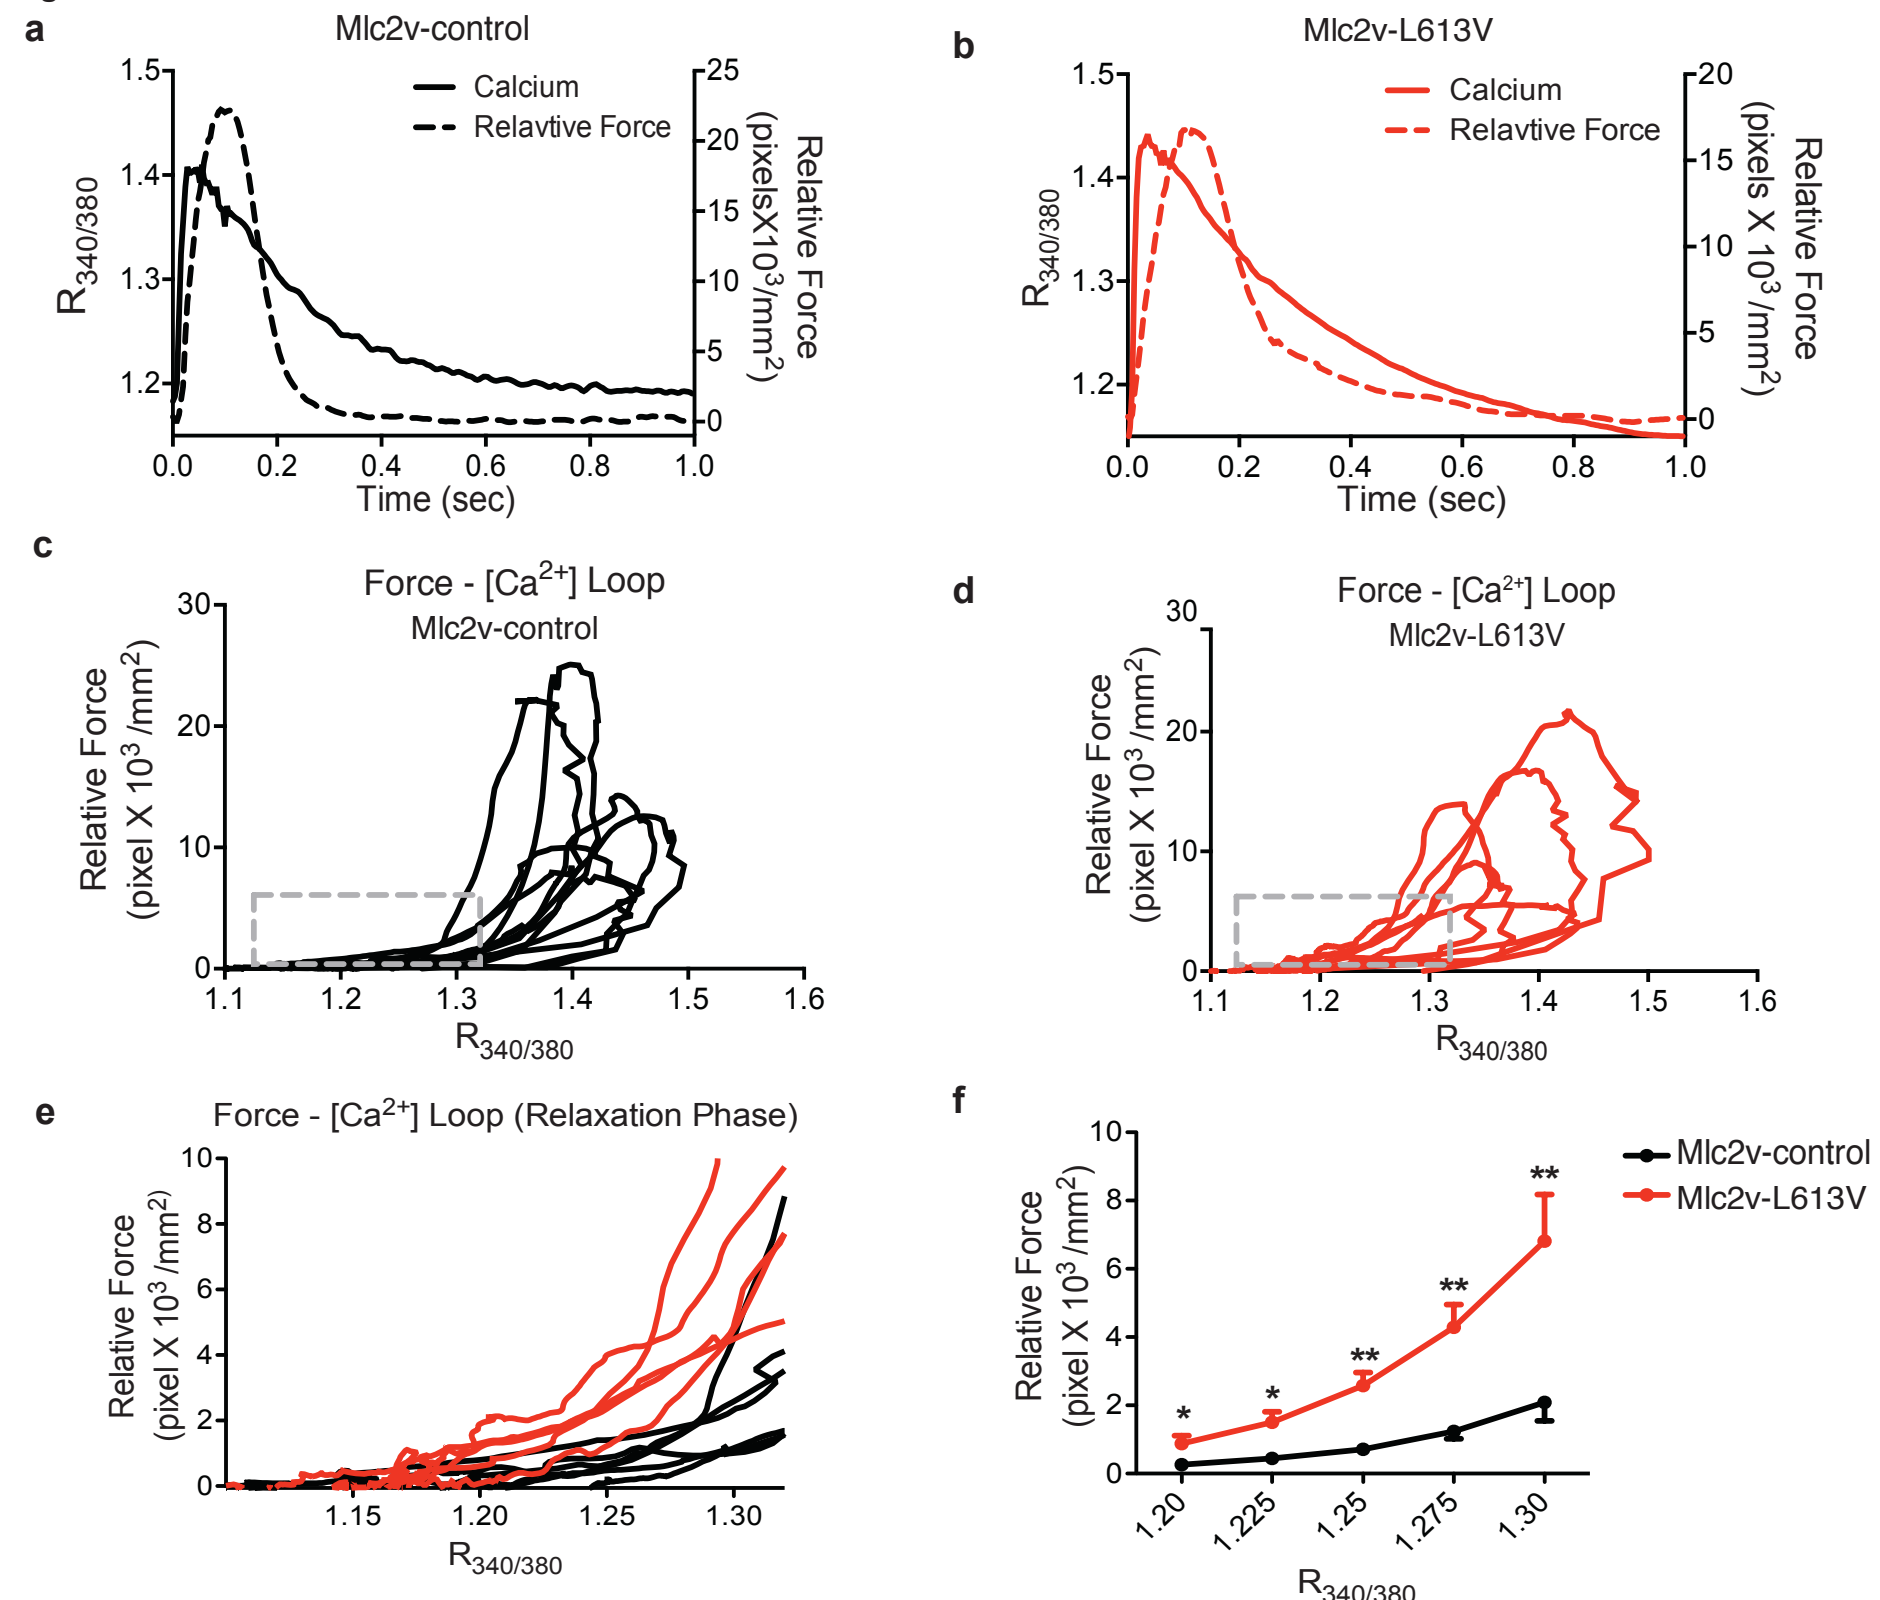 a
Mlc2v-control
Calcium
Relavtive Force
1.5
1.4
1.3
1.2
R340/380
25
20
15
10
5
0
Relative Force
(pixelsX10³/mm²)
0.0 0.2 0.4 0.6 0.8 1.0
Time (sec)
b
Mlc2v-L613V
Calcium
Relavtive Force
1.5
1.4
1.3
1.2
R340/380
20
15
10
5
0
Relative Force
(pixels X 10³/mm²)
0.0 0.2 0.4 0.6 0.8 1.0
Time (sec)
c
Force - [Ca²⁺] Loop
Mlc2v-control
30
20
10
0
Relative Force
(pixel X 10³ /mm²)
1.1 1.2 1.3 1.4 1.5 1.6
R340/380
d
Force - [Ca²⁺] Loop
Mlc2v-L613V
30
20
10
0
Relative Force
(pixel X 10³ /mm²)
1.1 1.2 1.3 1.4 1.5 1.6
R340/380
e
Force - [Ca²⁺] Loop (Relaxation Phase)
10
8
6
4
2
0
Relative Force
(pixel X 10³ /mm²)
1.15 1.20 1.25 1.30
R340/380
f
Mlc2v-control
Mlc2v-L613V
10
8
6
4
2
0
Relative Force
(pixel X 10³ /mm²)
* * ** ** **
1.20 1.225 1.25 1.275 1.30
R340/380